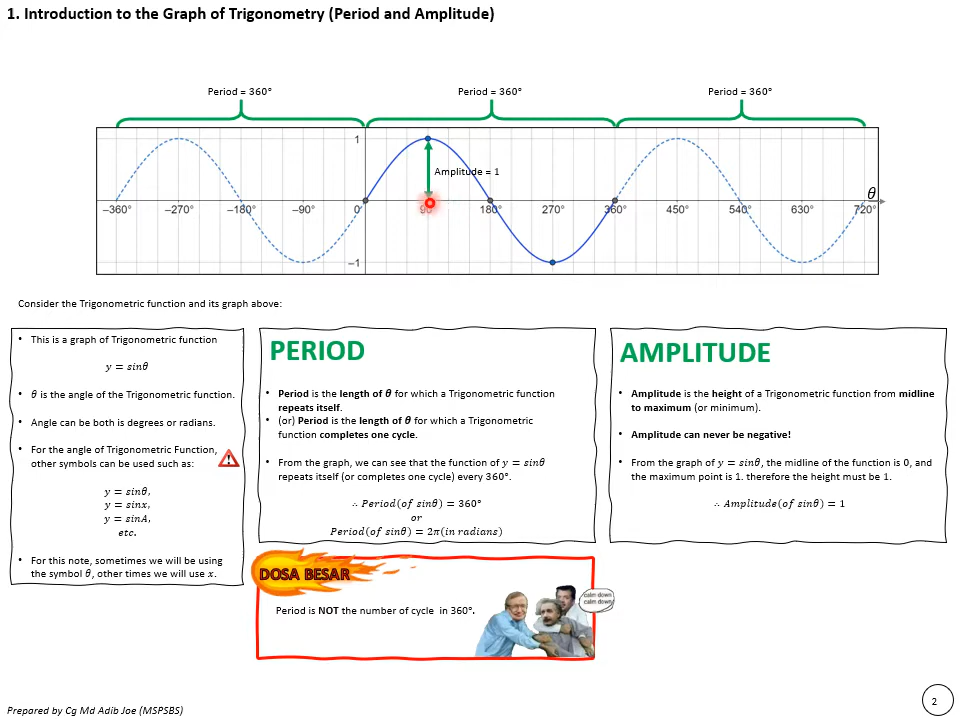 1. Introduction to the Graph of Trigonometry (Period and Amplitude)
Period = 360°
Period = 360°
Period = 360°
1
Amplitude = 1
θ
−360°
−270°
−180°
−90°
0
90°
180°
270°
360°
450°
540°
630°
720°
−1
Consider the Trigonometric function and its graph above:
• This is a graph of Trigonometric function
y = sinθ
• θ is the angle of the Trigonometric function.
• Angle can be both is degrees or radians.
• For the angle of Trigonometric Function,
other symbols can be used such as:
y = sinθ,
y = sinx,
y = sinA,
etc.
• For this note, sometimes we will be using
the symbol θ, other times we will use x.
PERIOD
• Period is the length of θ for which a Trigonometric function
repeats itself.
• (or) Period is the length of θ for which a Trigonometric
function completes one cycle.
• From the graph, we can see that the function of y = sinθ
repeats itself (or completes one cycle) every 360°.
∴ Period(of sinθ) = 360°
or
Period(of sinθ) = 2π(in radians)
AMPLITUDE
• Amplitude is the height of a Trigonometric function from midline
to maximum (or minimum).
• Amplitude can never be negative!
• From the graph of y = sinθ, the midline of the function is 0, and
the maximum point is 1. therefore the height must be 1.
∴ Amplitude(of sinθ) = 1
DOSA BESAR
Period is NOT the number of cycle in 360°.
calm down
calm down
Prepared by Cg Md Adib Joe (MSPSBS)
2